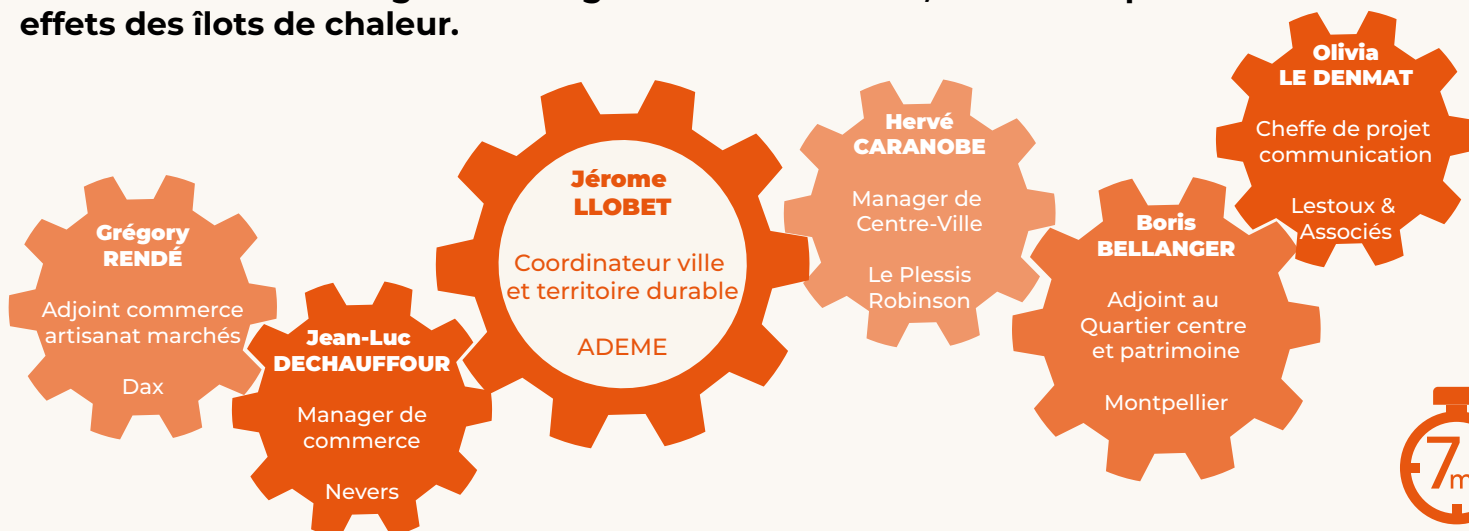 effets des îlots de chaleur.
Grégory
RENDÉ
Adjoint commerce
artisanat marchés
Dax
Jean-Luc
DECHAUFFOUR
Manager de
commerce
Nevers
Jérome
LLOBET
Coordinateur ville
et territoire durable
ADEME
Hervé
CARANOBE
Manager de
Centre-Ville
Le Plessis
Robinson
Boris
BELLANGER
Adjoint au
Quartier centre
et patrimoine
Montpellier
Olivia
LE DENMAT
Cheffe de projet
communication
Lestoux &
Associés
7m